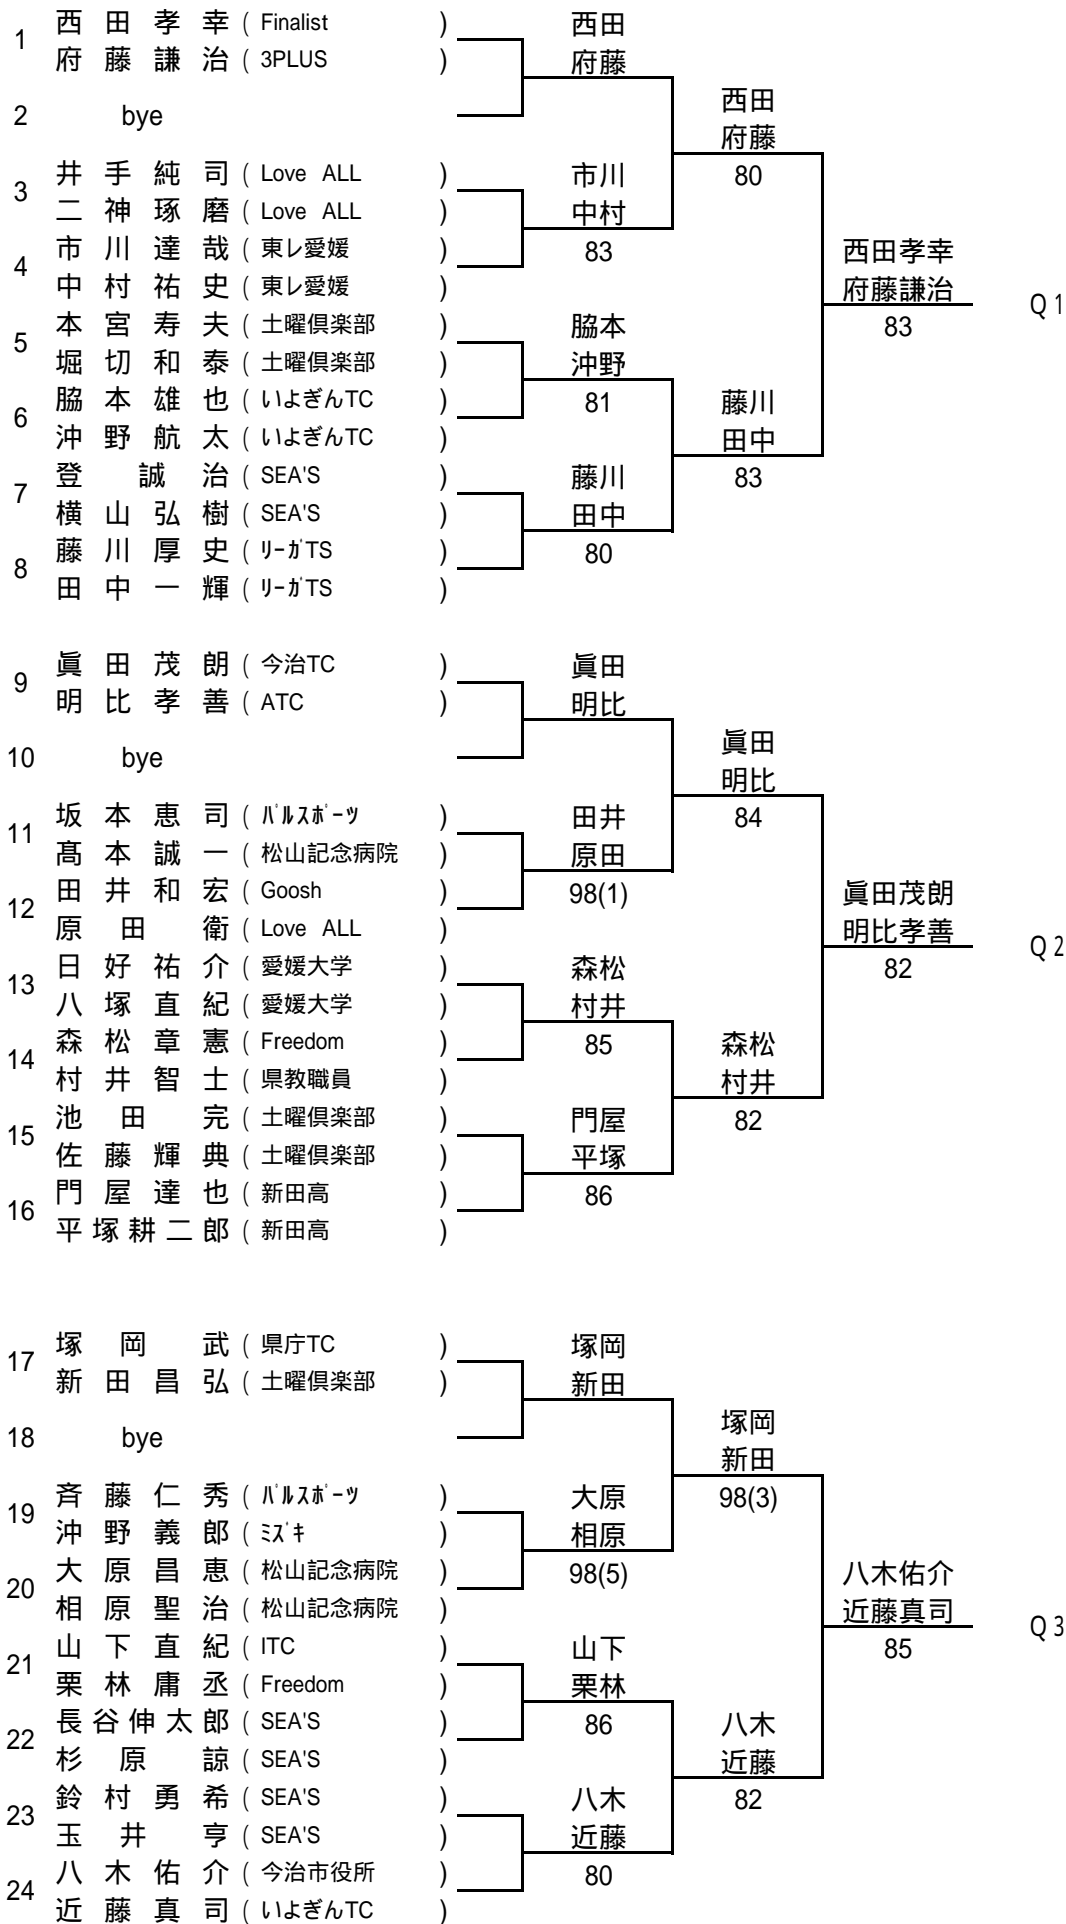 1
西田孝幸 ( Finalist )
府藤謙治 ( 3PLUS )
2 bye
3
井手純司 ( Love ALL )
二神琢磨 ( Love ALL )
4
市川達哉 ( 東レ愛媛 )
中村祐史 ( 東レ愛媛 )
5
本宮寿夫 ( 土曜倶楽部 )
堀切和泰 ( 土曜倶楽部 )
6
脇本雄也 ( いよぎんTC )
沖野航太 ( いよぎんTC )
7
登誠治 ( SEA'S )
横山弘樹 ( SEA'S )
8
藤川厚史 ( ﾘｰｶﾞTS )
田中一輝 ( ﾘｰｶﾞTS )
西田
府藤
市川
中村
83
脇本
沖野
81
藤川
田中
80
西田
府藤
80
藤川
田中
83
西田孝幸
府藤謙治
83
Q1
9
眞田茂朗 ( 今治TC )
明比孝善 ( ATC )
10 bye
11
坂本恵司 ( ﾊﾟﾙｽﾎﾟｰﾂ )
髙本誠一 ( 松山記念病院 )
12
田井和宏 ( Goosh )
原田衛 ( Love ALL )
13
日好祐介 ( 愛媛大学 )
八塚直紀 ( 愛媛大学 )
14
森松章憲 ( Freedom )
村井智士 ( 県教職員 )
15
池田完 ( 土曜倶楽部 )
佐藤輝典 ( 土曜倶楽部 )
16
門屋達也 ( 新田高 )
平塚耕二郎 ( 新田高 )
眞田
明比
田井
原田
98(1)
森松
村井
85
門屋
平塚
86
眞田
明比
84
森松
村井
82
眞田茂朗
明比孝善
82
Q2
17
塚岡武 ( 県庁TC )
新田昌弘 ( 土曜倶楽部 )
18 bye
19
斉藤仁秀 ( ﾊﾟﾙｽﾎﾟｰﾂ )
沖野義郎 ( ﾐｽﾞｷ )
20
大原昌恵 ( 松山記念病院 )
相原聖治 ( 松山記念病院 )
21
山下直紀 ( ITC )
栗林庸丞 ( Freedom )
22
長谷伸太郎 ( SEA'S )
杉原諒 ( SEA'S )
23
鈴村勇希 ( SEA'S )
玉井亨 ( SEA'S )
24
八木佑介 ( 今治市役所 )
近藤真司 ( いよぎんTC )
塚岡
新田
大原
相原
98(5)
山下
栗林
86
八木
近藤
80
塚岡
新田
98(3)
八木
近藤
82
八木佑介
近藤真司
85
Q3